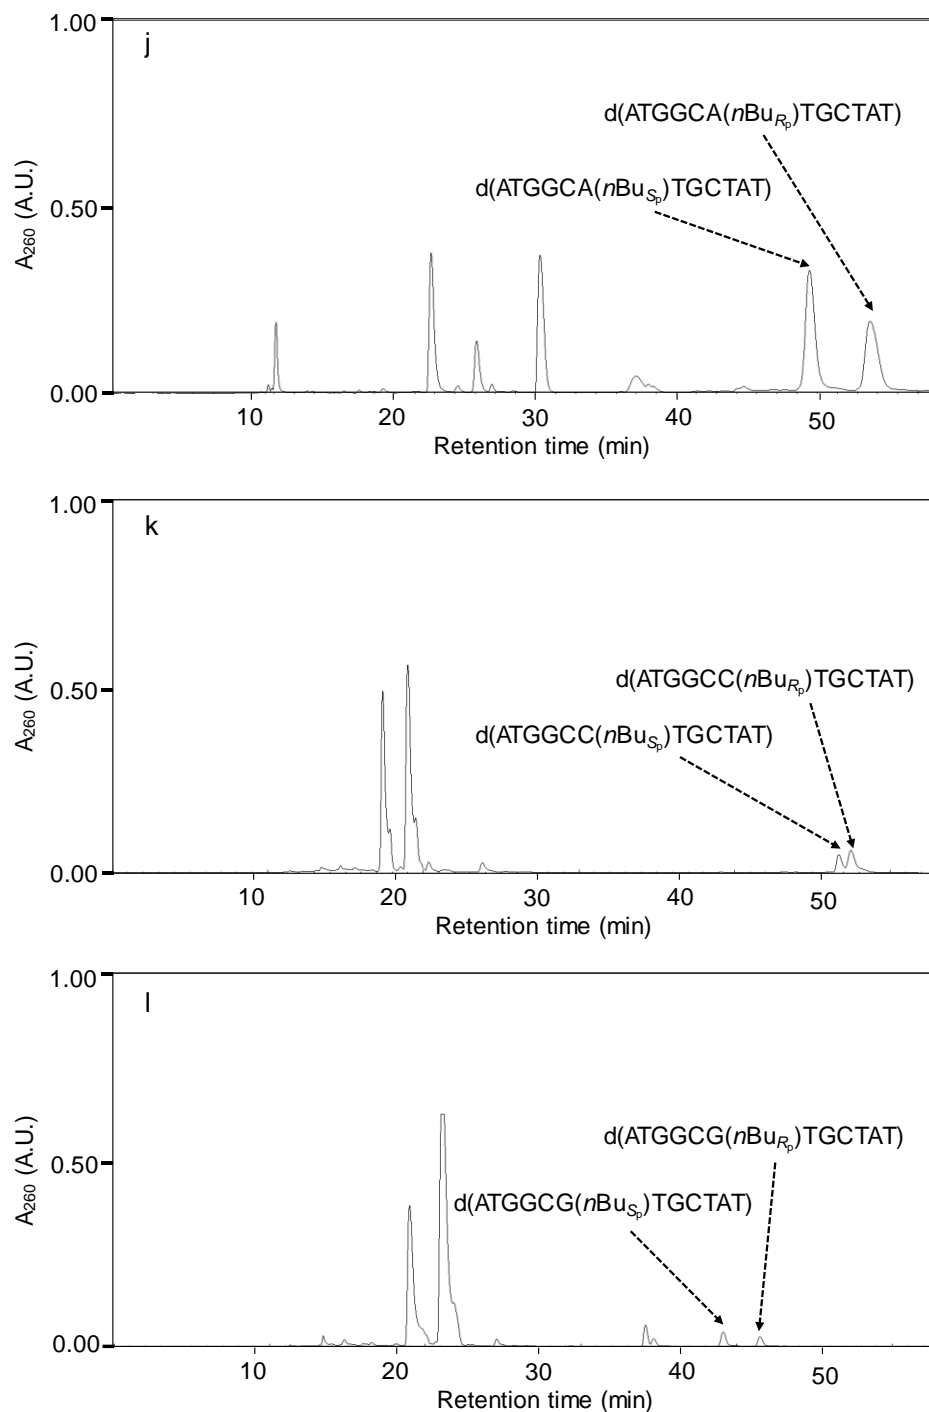 1.00
j
d(ATGGCA(nBuRp)TGCTAT)
d(ATGGCA(nBuSp)TGCTAT)
0.50
A260 (A.U.)
0.00
10 20 30 40 50
Retention time (min)
1.00
k
d(ATGGCC(nBuRp)TGCTAT)
0.50
d(ATGGCC(nBuSp)TGCTAT)
A260 (A.U.)
0.00
10 20 30 40 50
Retention time (min)
1.00
l
d(ATGGCG(nBuRp)TGCTAT)
0.50
d(ATGGCG(nBuSp)TGCTAT)
A260 (A.U.)
0.00
10 20 30 40 50
Retention time (min)